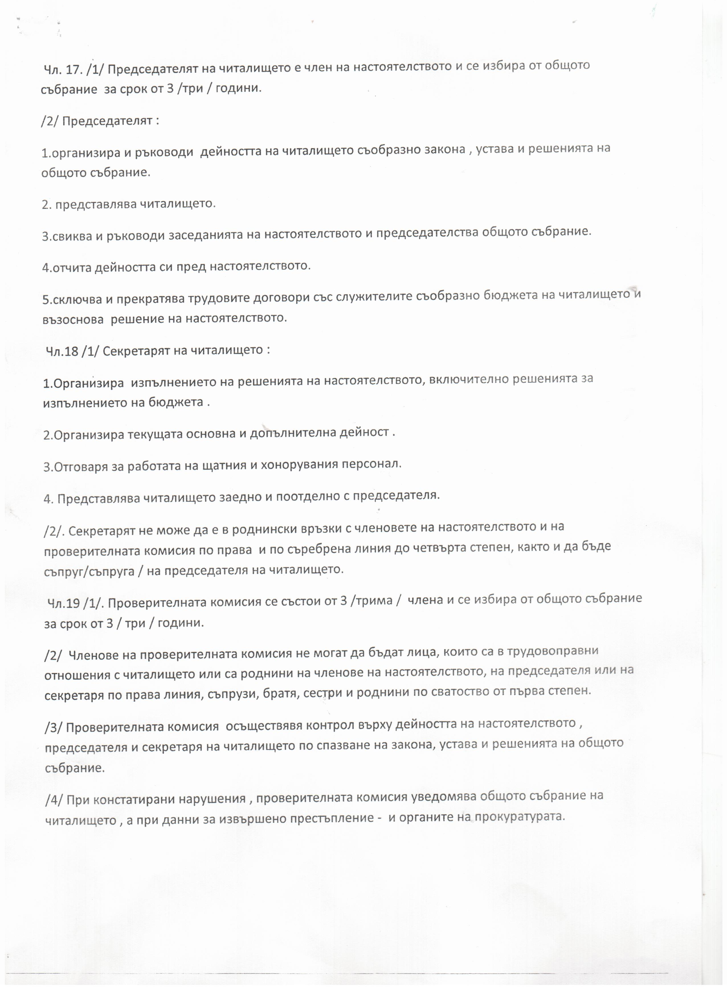 Чл. 17. /1/ Председателят на читалището е член на настоятелството и се избира от общото
събрание за срок от 3 /три / години.
/2/ Председателят :
1.организира и ръководи дейността на читалището съобразно закона , устава и решенията на
общото събрание.
2. представлява читалището.
3.свиква и ръководи заседанията на настоятелството и председателства общото събрание.
4.отчита дейността си пред настоятелството.
5.сключва и прекратява трудовите договори със служителите съобразно бюджета на читалището и
възоснова решение на настоятелството.
Чл.18 /1/ Секретарят на читалището :
1.Организира изпълнението на решенията на настоятелството, включително решенията за
изпълнението на бюджета .
2.Организира текущата основна и допълнителна дейност .
3.Отговаря за работата на щатния и хонорувания персонал.
4. Представлява читалището заедно и поотделно с председателя.
/2/. Секретарят не може да е в роднински връзки с членовете на настоятелството и на
проверителната комисия по права и по съребрена линия до четвърта степен, както и да бъде
съпруг/съпруга / на председателя на читалището.
Чл.19 /1/. Проверителната комисия се състои от 3 /трима / члена и се избира от общото събрание
за срок от 3 / три / години.
/2/ Членове на проверителната комисия не могат да бъдат лица, които са в трудовоправни
отношения с читалището или са роднини на членове на настоятелството, на председателя или на
секретаря по права линия, съпрузи, братя, сестри и роднини по сватоство от първа степен.
/3/ Проверителната комисия осъществявя контрол върху дейността на настоятелството ,
председателя и секретаря на читалището по спазване на закона, устава и решенията на общото
събрание.
/4/ При констатирани нарушения , проверителната комисия уведомява общото събрание на
читалището , а при данни за извършено престъпление - и органите на прокуратурата.